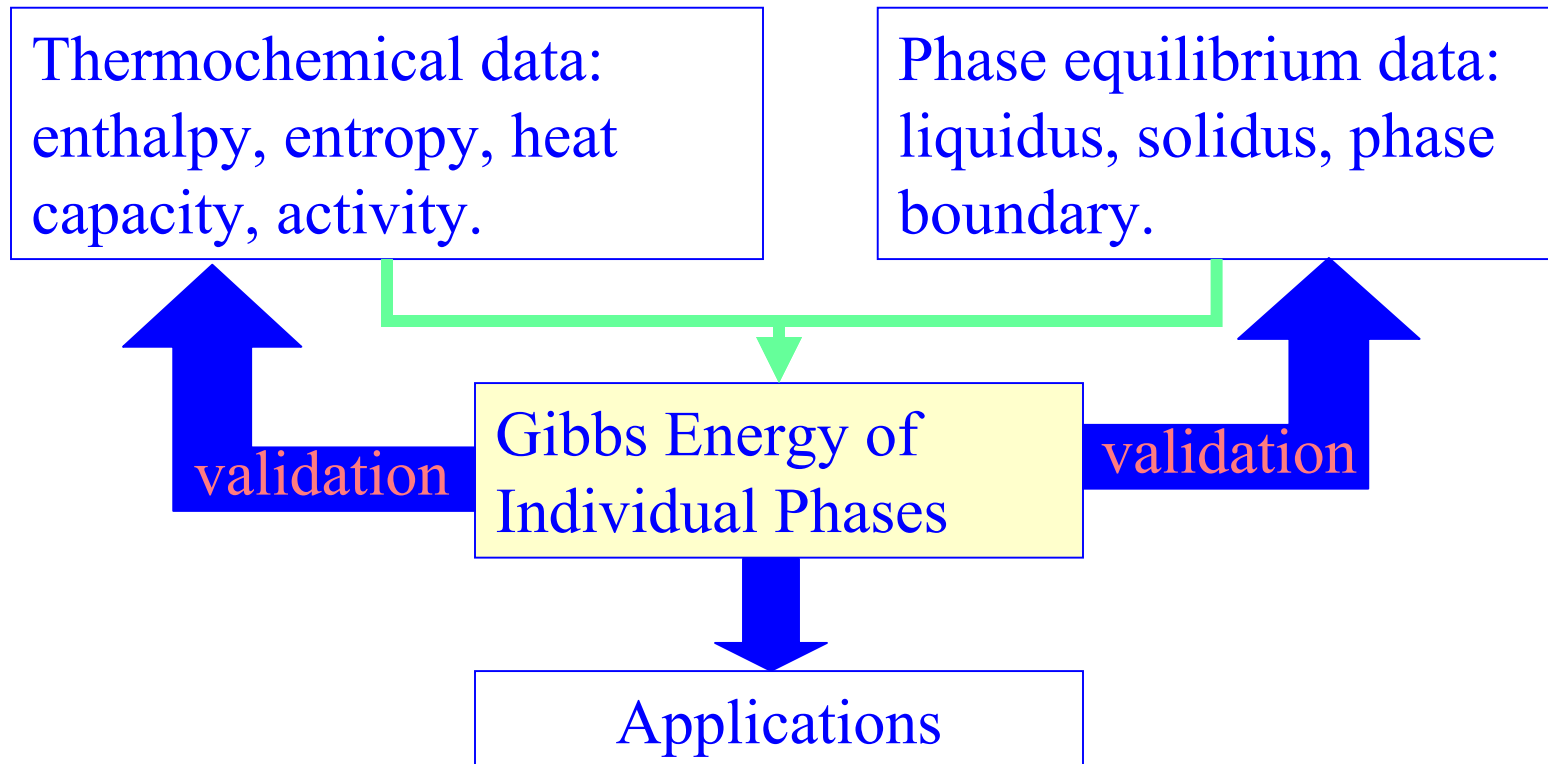 Thermochemical data:
enthalpy, entropy, heat
capacity, activity.
Phase equilibrium data:
liquidus, solidus, phase
boundary.
validation
Gibbs Energy of
Individual Phases
validation
Applications